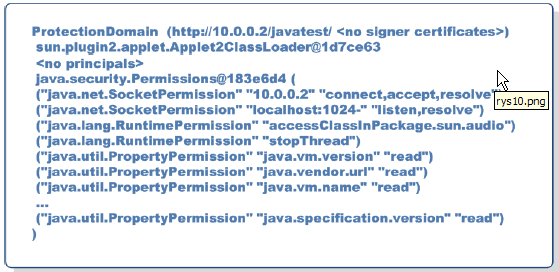 ProtectionDomain (http://10.0.0.2/javatest/ <no signer certificates>)
sun.plugin2.applet.Applet2ClassLoader@1d7ce63
<no principals>
java.security.Permissions@183e6d4 (
("java.net.SocketPermission" "10.0.0.2" "connect,accept,resolve"
("java.net.SocketPermission" "localhost:1024-" "listen,resolve")
rys10.png
("java.lang.RuntimePermission" "accessClassInPackage.sun.audio")
("java.lang.RuntimePermission" "stopThread")
("java.util.PropertyPermission" "java.vm.version" "read")
("java.util.PropertyPermission" "java.vendor.url" "read")
("java.util.PropertyPermission" "java.vm.name" "read")
...
("java.util.PropertyPermission" "java.specification.version" "read")
)